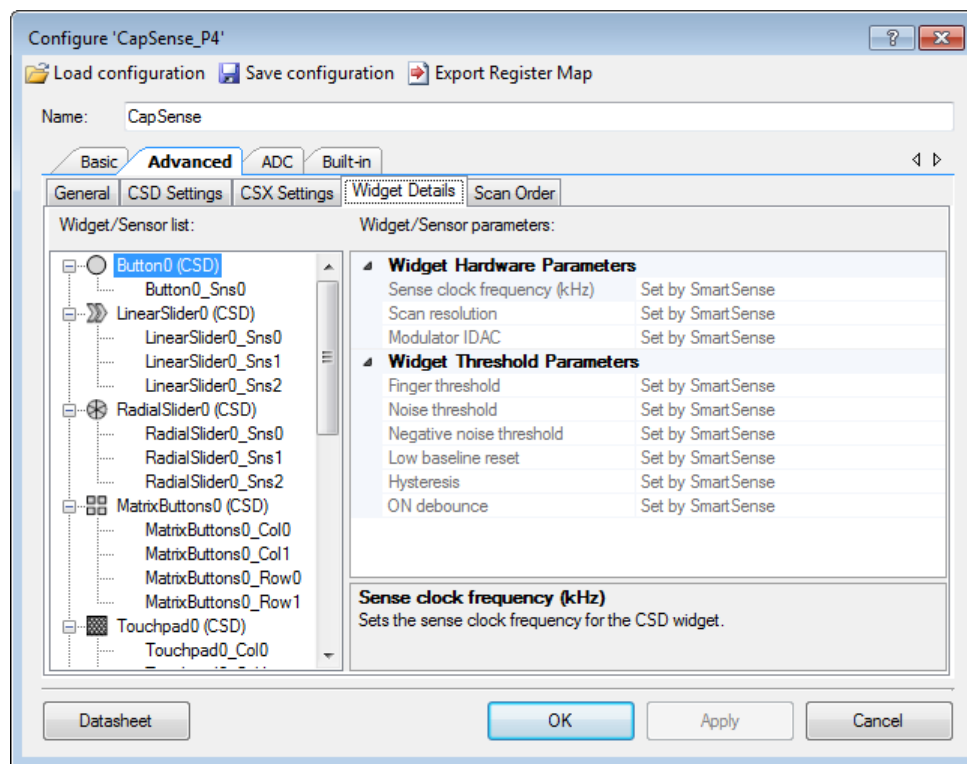 Configure 'CapSense_P4'
Load configuration Save configuration Export Register Map
Name: CapSense
Basic Advanced ADC Built-in
General CSD Settings CSX Settings Widget Details Scan Order
Widget/Sensor list: Widget/Sensor parameters:
Button0 (CSD)
Button0_Sns0
LinearSlider0 (CSD)
LinearSlider0_Sns0
LinearSlider0_Sns1
LinearSlider0_Sns2
RadialSlider0 (CSD)
RadialSlider0_Sns0
RadialSlider0_Sns1
RadialSlider0_Sns2
MatrixButtons0 (CSD)
MatrixButtons0_Col0
MatrixButtons0_Col1
MatrixButtons0_Row0
MatrixButtons0_Row1
Touchpad0 (CSD)
Touchpad0_Col0
Widget Hardware Parameters
Sense clock frequency (kHz) Set by SmartSense
Scan resolution Set by SmartSense
Modulator IDAC Set by SmartSense
Widget Threshold Parameters
Finger threshold Set by SmartSense
Noise threshold Set by SmartSense
Negative noise threshold Set by SmartSense
Low baseline reset Set by SmartSense
Hysteresis Set by SmartSense
ON debounce Set by SmartSense
Sense clock frequency (kHz)
Sets the sense clock frequency for the CSD widget.
Datasheet OK Apply Cancel